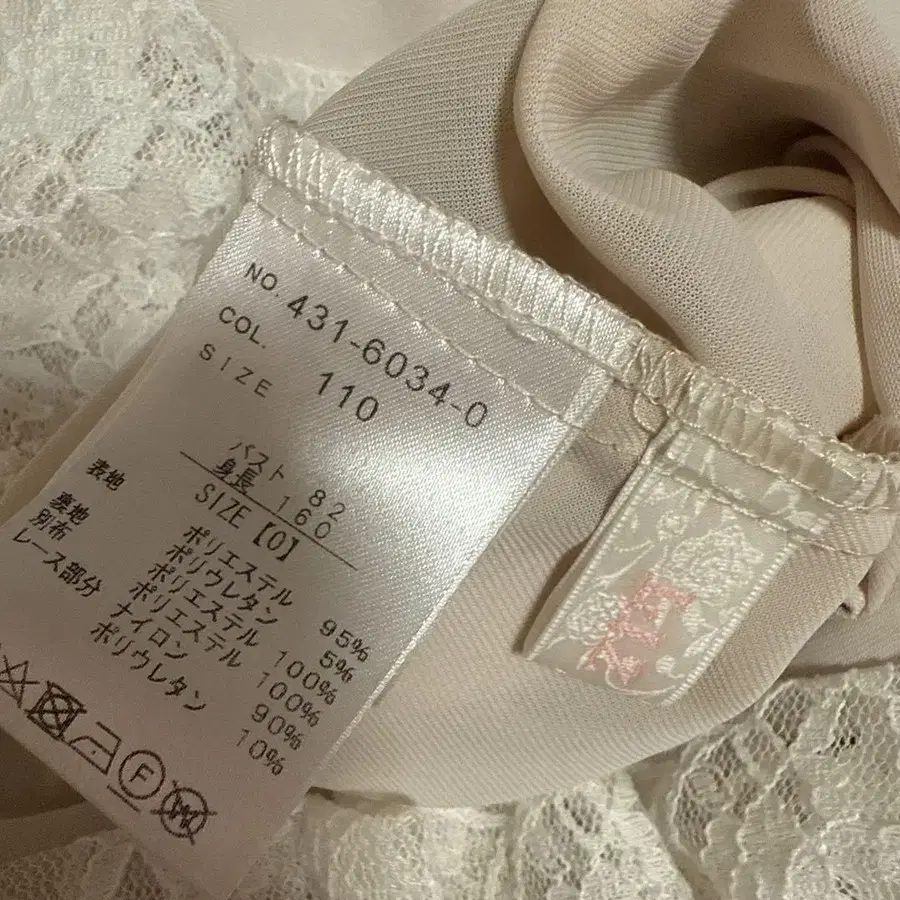 NO. 431-6034-0
COL. 110
SIZE
バスト 82
身長 160
SIZE【0】
表地 ポリエステル 95%
ポリウレタン 5%
裏地 ポリエステル 100%
別布 ポリエステル 100%
レース部分 ナイロン 90%
ポリウレタン 10%
F